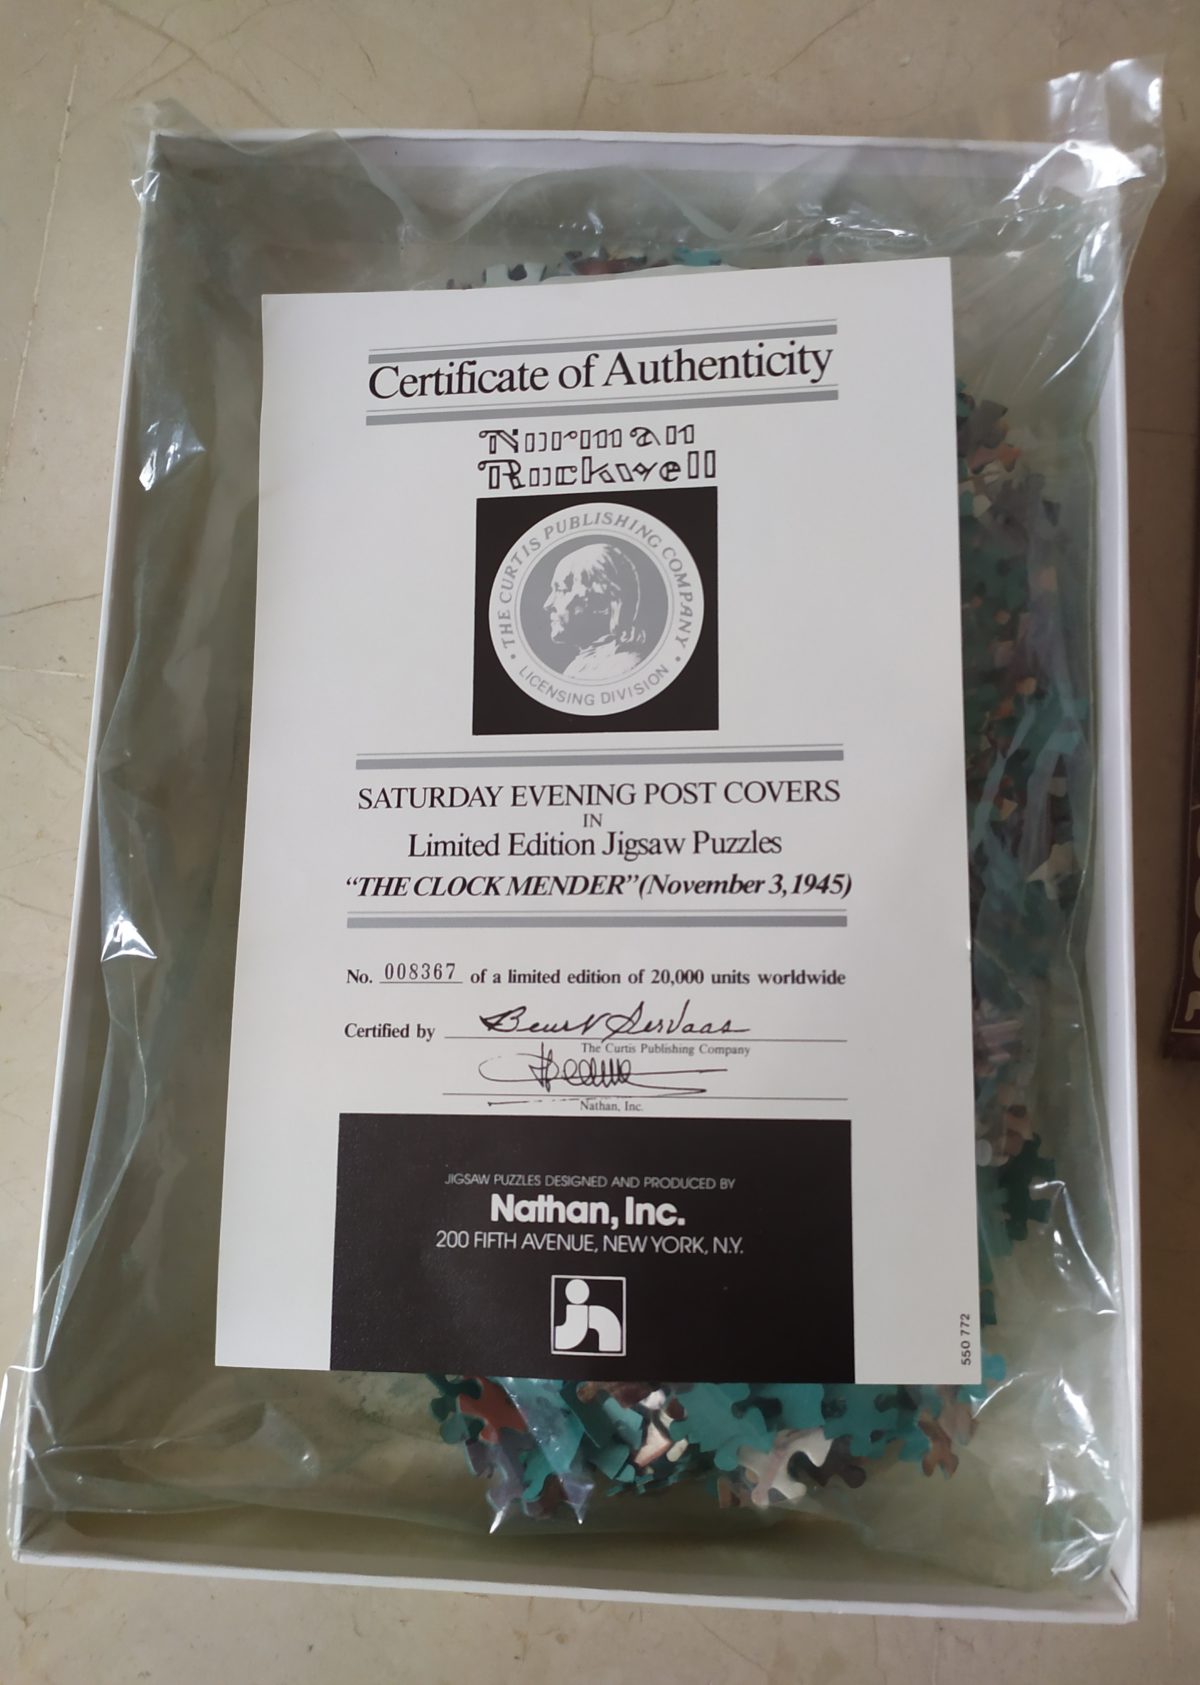 Certificate of Authenticity
Norman
Rockwell
THE CURTIS PUBLISHING COMPANY
• LICENSING DIVISION •
SATURDAY EVENING POST COVERS
IN
Limited Edition Jigsaw Puzzles
“THE CLOCK MENDER” (November 3, 1945)
No. 008367 of a limited edition of 20,000 units worldwide
Certified by Beurt SerVaas
The Curtis Publishing Company
Nathan, Inc.
JIGSAW PUZZLES DESIGNED AND PRODUCED BY
Nathan, Inc.
200 FIFTH AVENUE, NEW YORK, N.Y.
jn
550 772